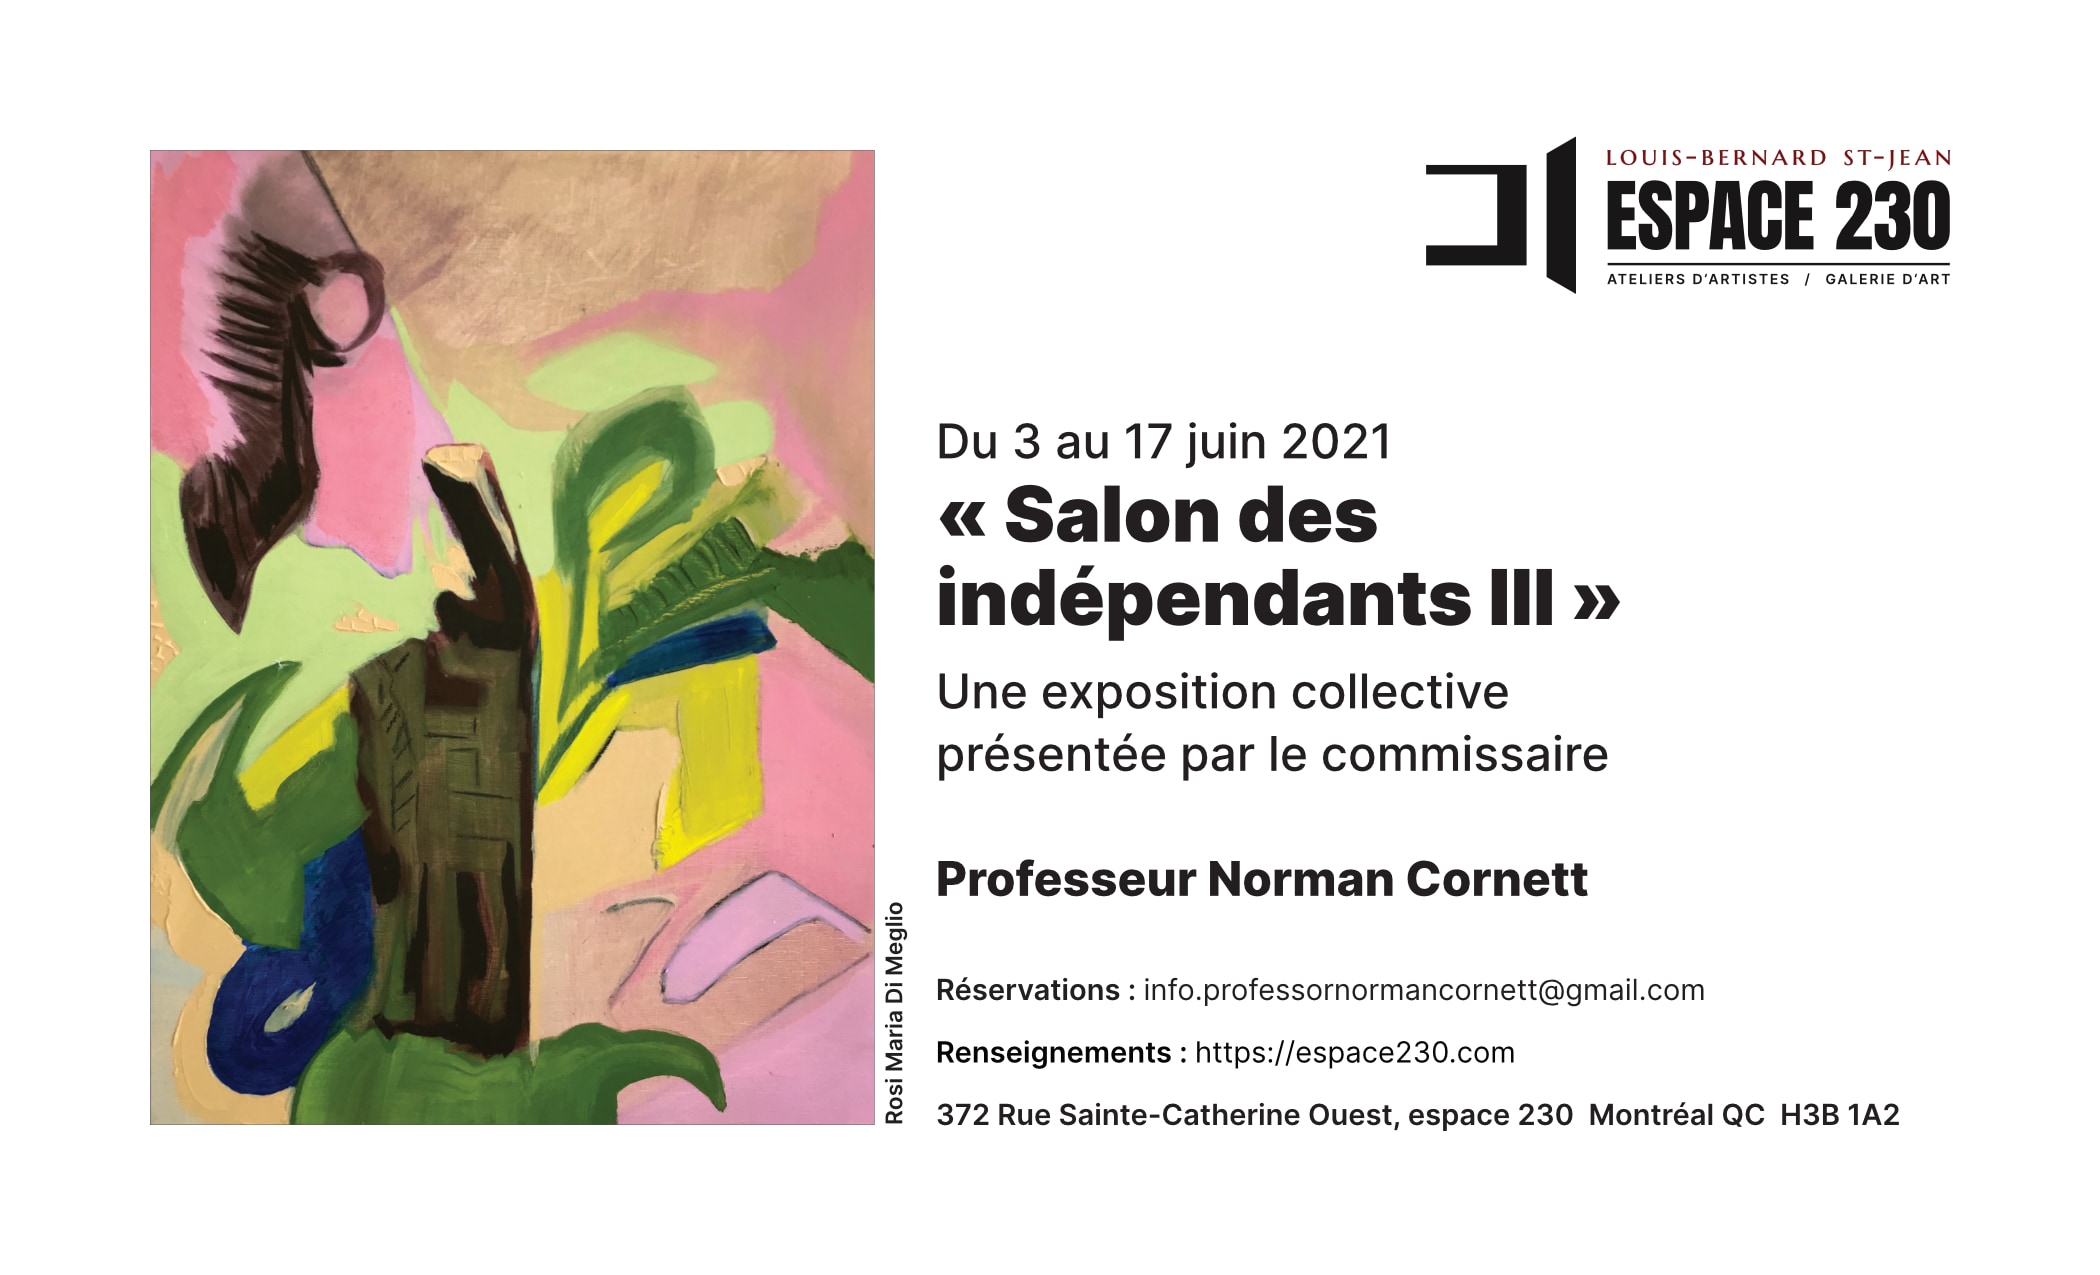 LOUIS-BERNARD ST-JEAN
ESPACE 230
ATELIERS D'ARTISTES / GALERIE D'ART
Du 3 au 17 juin 2021
« Salon des
indépendants III »
Une exposition collective
présentée par le commissaire
Professeur Norman Cornett
Rosi Maria Di Meglio
Réservations : info.professornormancornett@gmail.com
Renseignements : https://espace230.com
372 Rue Sainte-Catherine Ouest, espace 230 Montréal QC H3B 1A2